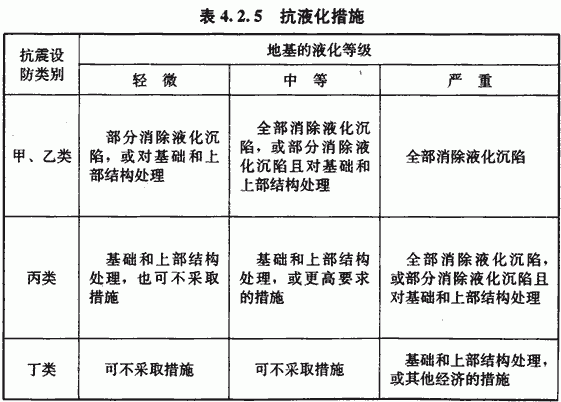 表 4.2.5 抗液化措施
抗震设
防类别
地基的液化等级
轻 微
中 等
严 重
甲、乙类
部分消除液化沉
陷，或对基础和上
部结构处理
全部消除液化沉
陷，或部分消除液
化沉陷且对基础和
上部结构处理
全部消除液化沉陷
丙类
基础和上部结构
处理，也可不采取
措施
基础和上部结构
处理，或更高要求
的措施
全部消除液化沉陷，
或部分消除液化沉陷且
对基础和上部结构处理
丁类
可不采取措施
可不采取措施
基础和上部结构处理，
或其他经济的措施